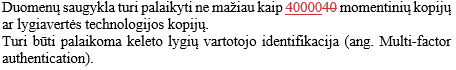 Duomenų saugykla turi palaikyti ne mažiau kaip 4000040 momentinių kopijų
ar lygiavertės technologijos kopijų.
Turi būti palaikoma keleto lygių vartotojo identifikacija (ang. Multi-factor
authentication).